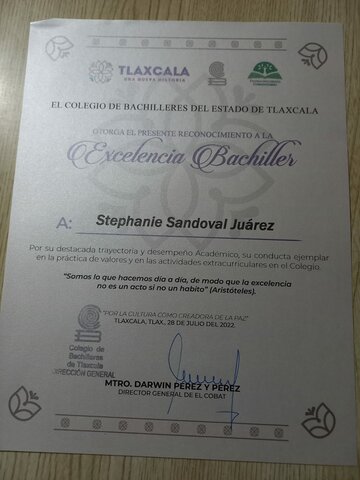 TLAXCALA
UNA NUEVA HISTORIA
EL COLEGIO DE BACHILLERES DEL ESTADO DE TLAXCALA
OTORGA EL PRESENTE RECONOCIMIENTO A LA
Excelencia Bachiller
A: Stephanie Sandoval Juárez
Por su destacada trayectoria y desempeño Académico, su conducta ejemplar
en la práctica de valores y en las actividades extracurriculares en el Colegio.
"Somos lo que hacemos día a día, de modo que la excelencia
no es un acto si no un habito" (Aristóteles).
"POR LA CULTURA COMO CREADORA DE LA PAZ"
TLAXCALA, TLAX., 28 DE JULIO DEL 2022.
Colegio de
Bachilleres
de Tlaxcala
DIRECCIÓN GENERAL
MTRO. DARWIN PÉREZ Y PÉREZ
DIRECTOR GENERAL DE EL COBAT